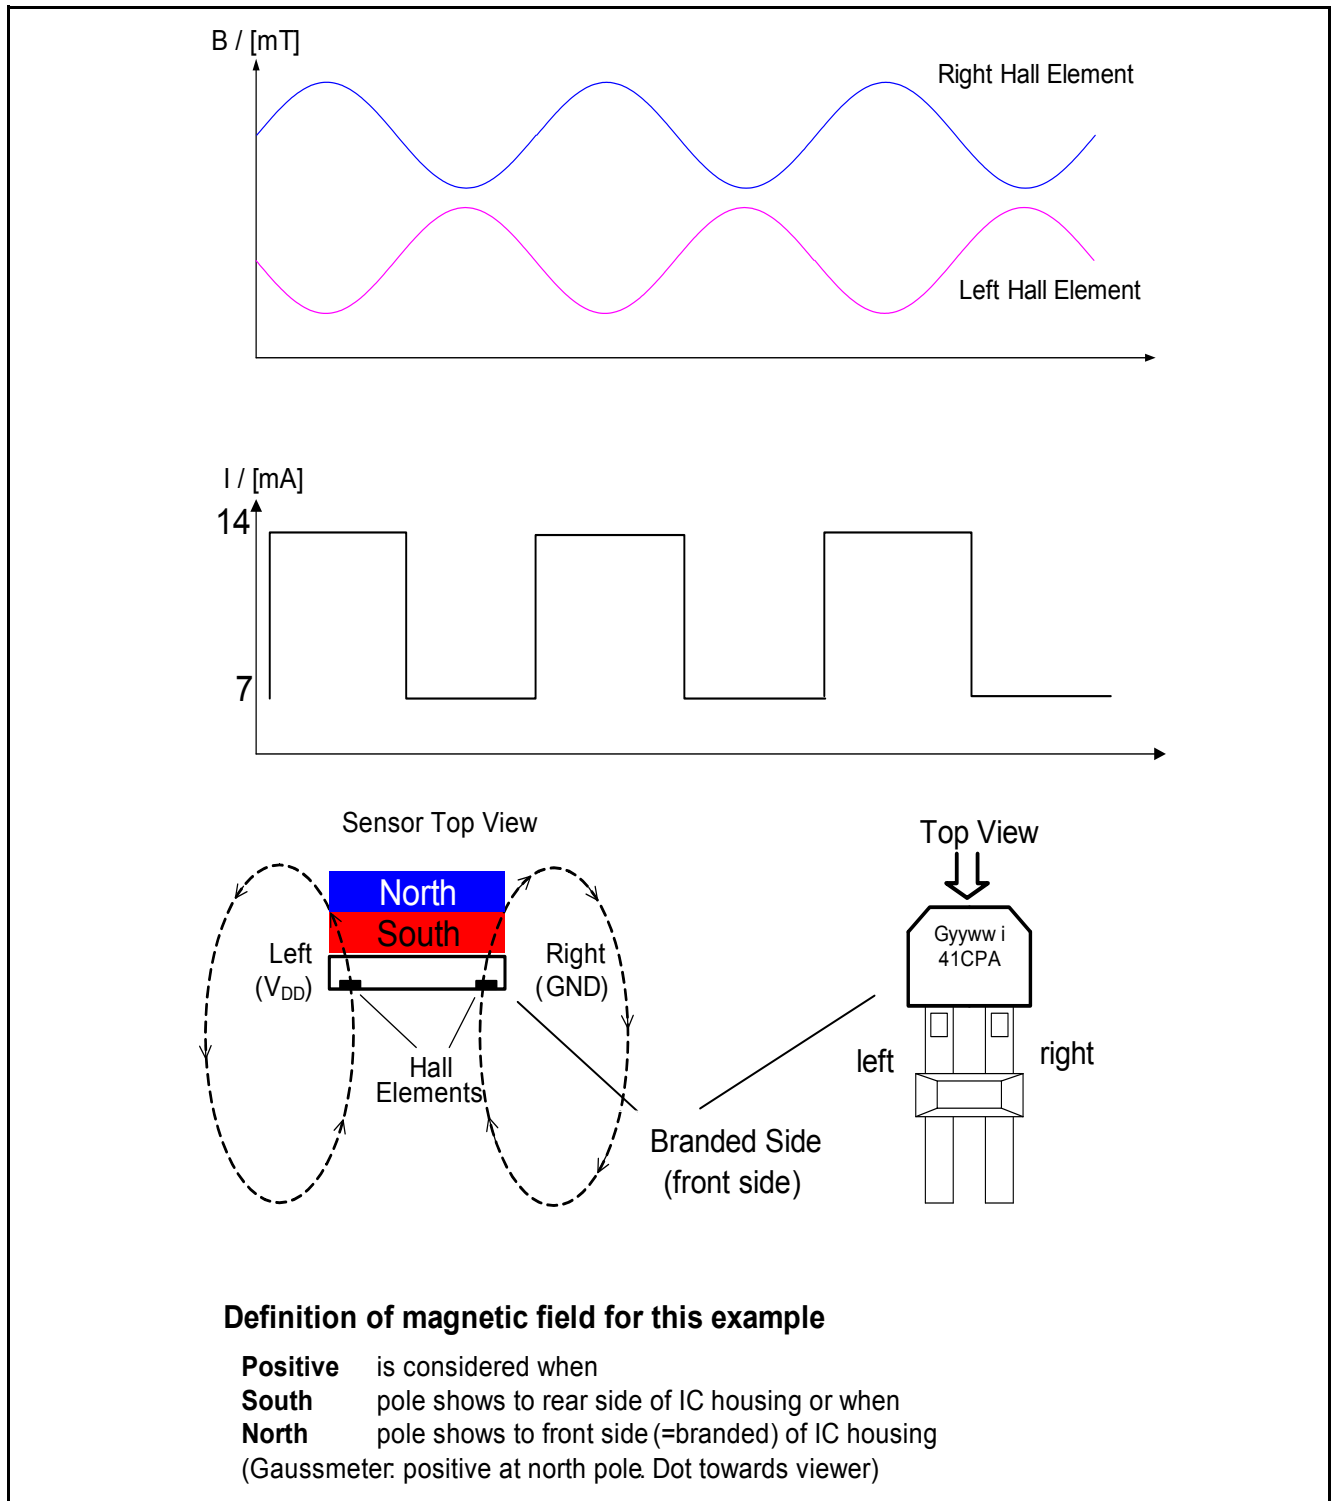 B / [mT]
Right Hall Element
Left Hall Element
I / [mA]
14
7
Sensor Top View
Top View
North
South
Left
(VDD)
Right
(GND)
Gyyww i
41CPA
Hall
Elements
left
right
Branded Side
(front side)
Definition of magnetic field for this example
Positive is considered when
South pole shows to rear side of IC housing or when
North pole shows to front side (=branded) of IC housing
(Gaussmeter: positive at north pole. Dot towards viewer)